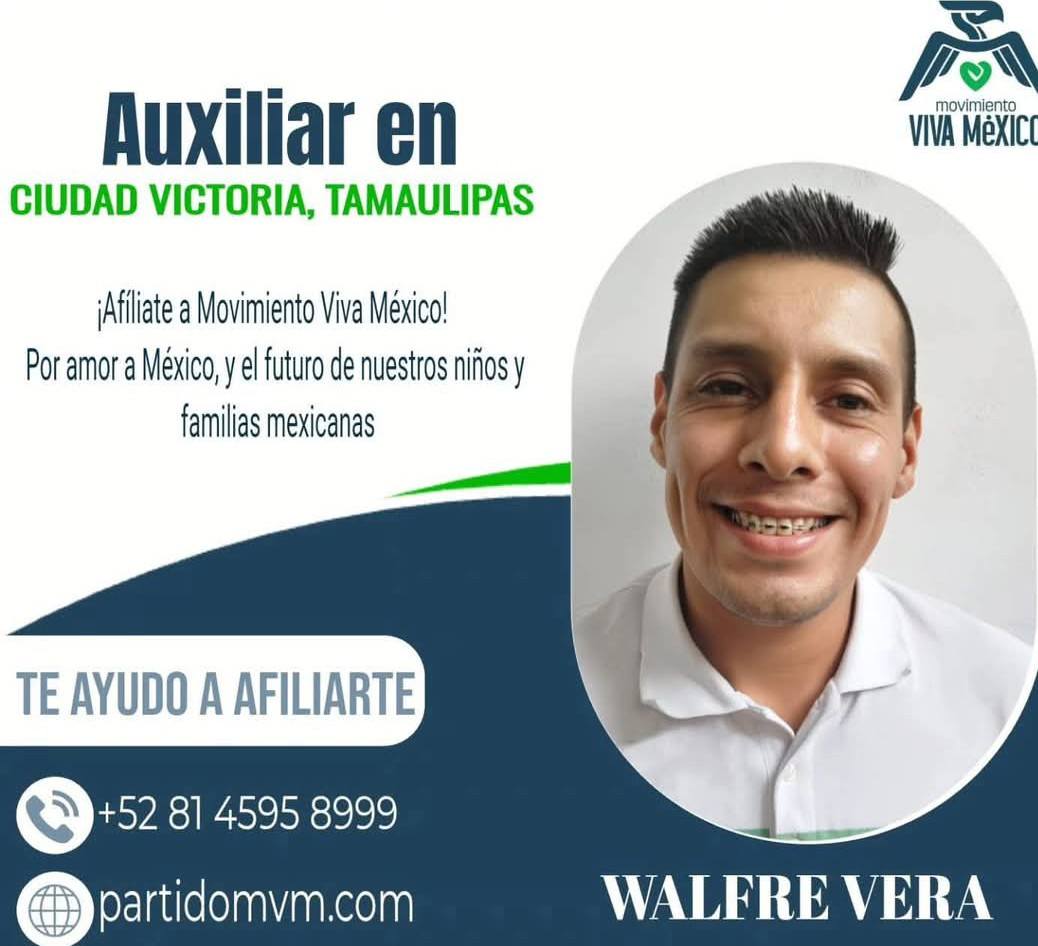 movimiento
VIVA MéXICO
Auxiliar en
CIUDAD VICTORIA, TAMAULIPAS
¡Afíliate a Movimiento Viva México!
Por amor a México, y el futuro de nuestros niños y
familias mexicanas
TE AYUDO A AFILIARTE
+52 81 4595 8999
partidomvm.com
WALFRE VERA